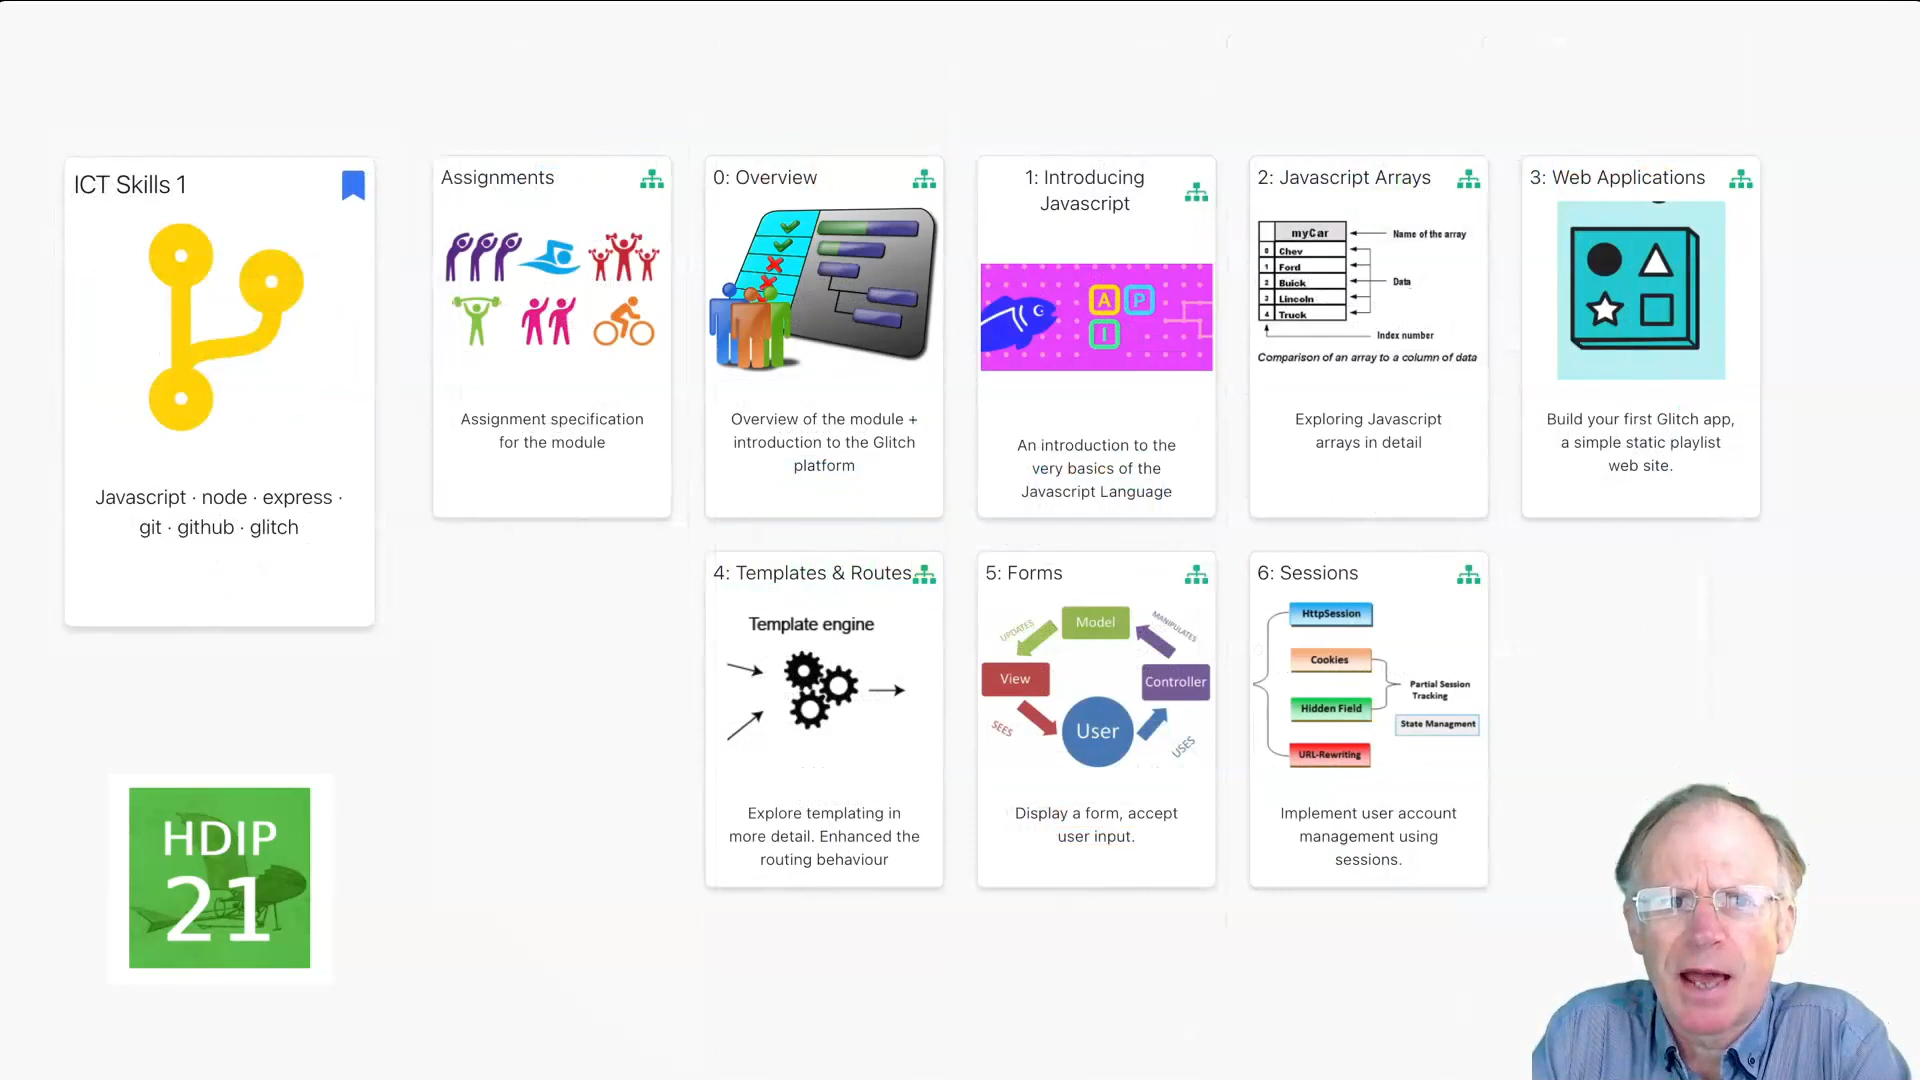 ICT Skills 1
Javascript · node · express ·
git · github · glitch
HDIP
21
Assignments
Assignment specification
for the module
0: Overview
Overview of the module +
introduction to the Glitch
platform
1: Introducing
Javascript
A P
I
An introduction to the
very basics of the
Javascript Language
2: Javascript Arrays
myCar
Name of the array
0 Chev
1 Ford
2 Buick
Data
3 Lincoln
4 Truck
Index number
Comparison of an array to a column of data
Exploring Javascript
arrays in detail
3: Web Applications
Build your first Glitch app,
a simple static playlist
web site.
4: Templates & Routes
Template engine
Explore templating in
more detail. Enhanced the
routing behaviour
5: Forms
UPDATES
Model
MANIPULATES
View
Controller
SEES
User
USES
Display a form, accept
user input.
6: Sessions
HttpSession
Cookies
Partial Session
Tracking
Hidden Field
State Managment
URL-Rewriting
Implement user account
management using
sessions.